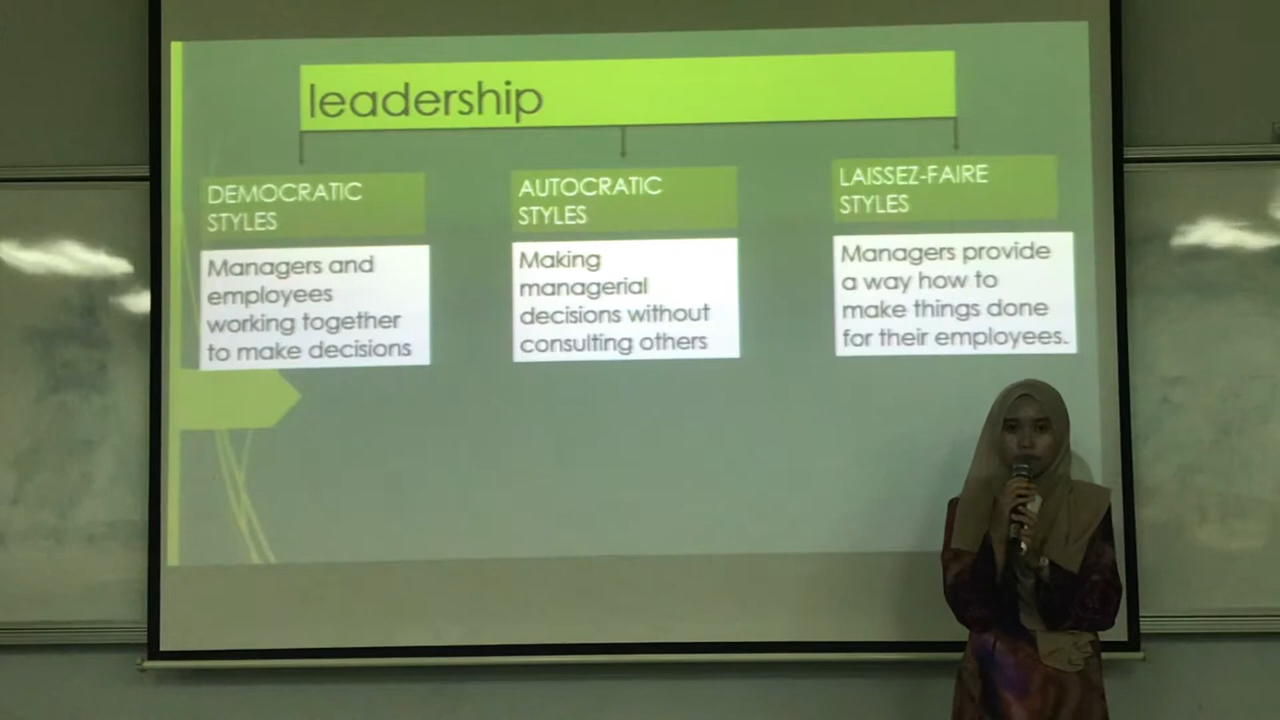 leadership
DEMOCRATIC
STYLES
Managers and
employees
working together
to make decisions
AUTOCRATIC
STYLES
Making
managerial
decisions without
consulting others
LAISSEZ-FAIRE
STYLES
Managers provide
a way how to
make things done
for their employees.